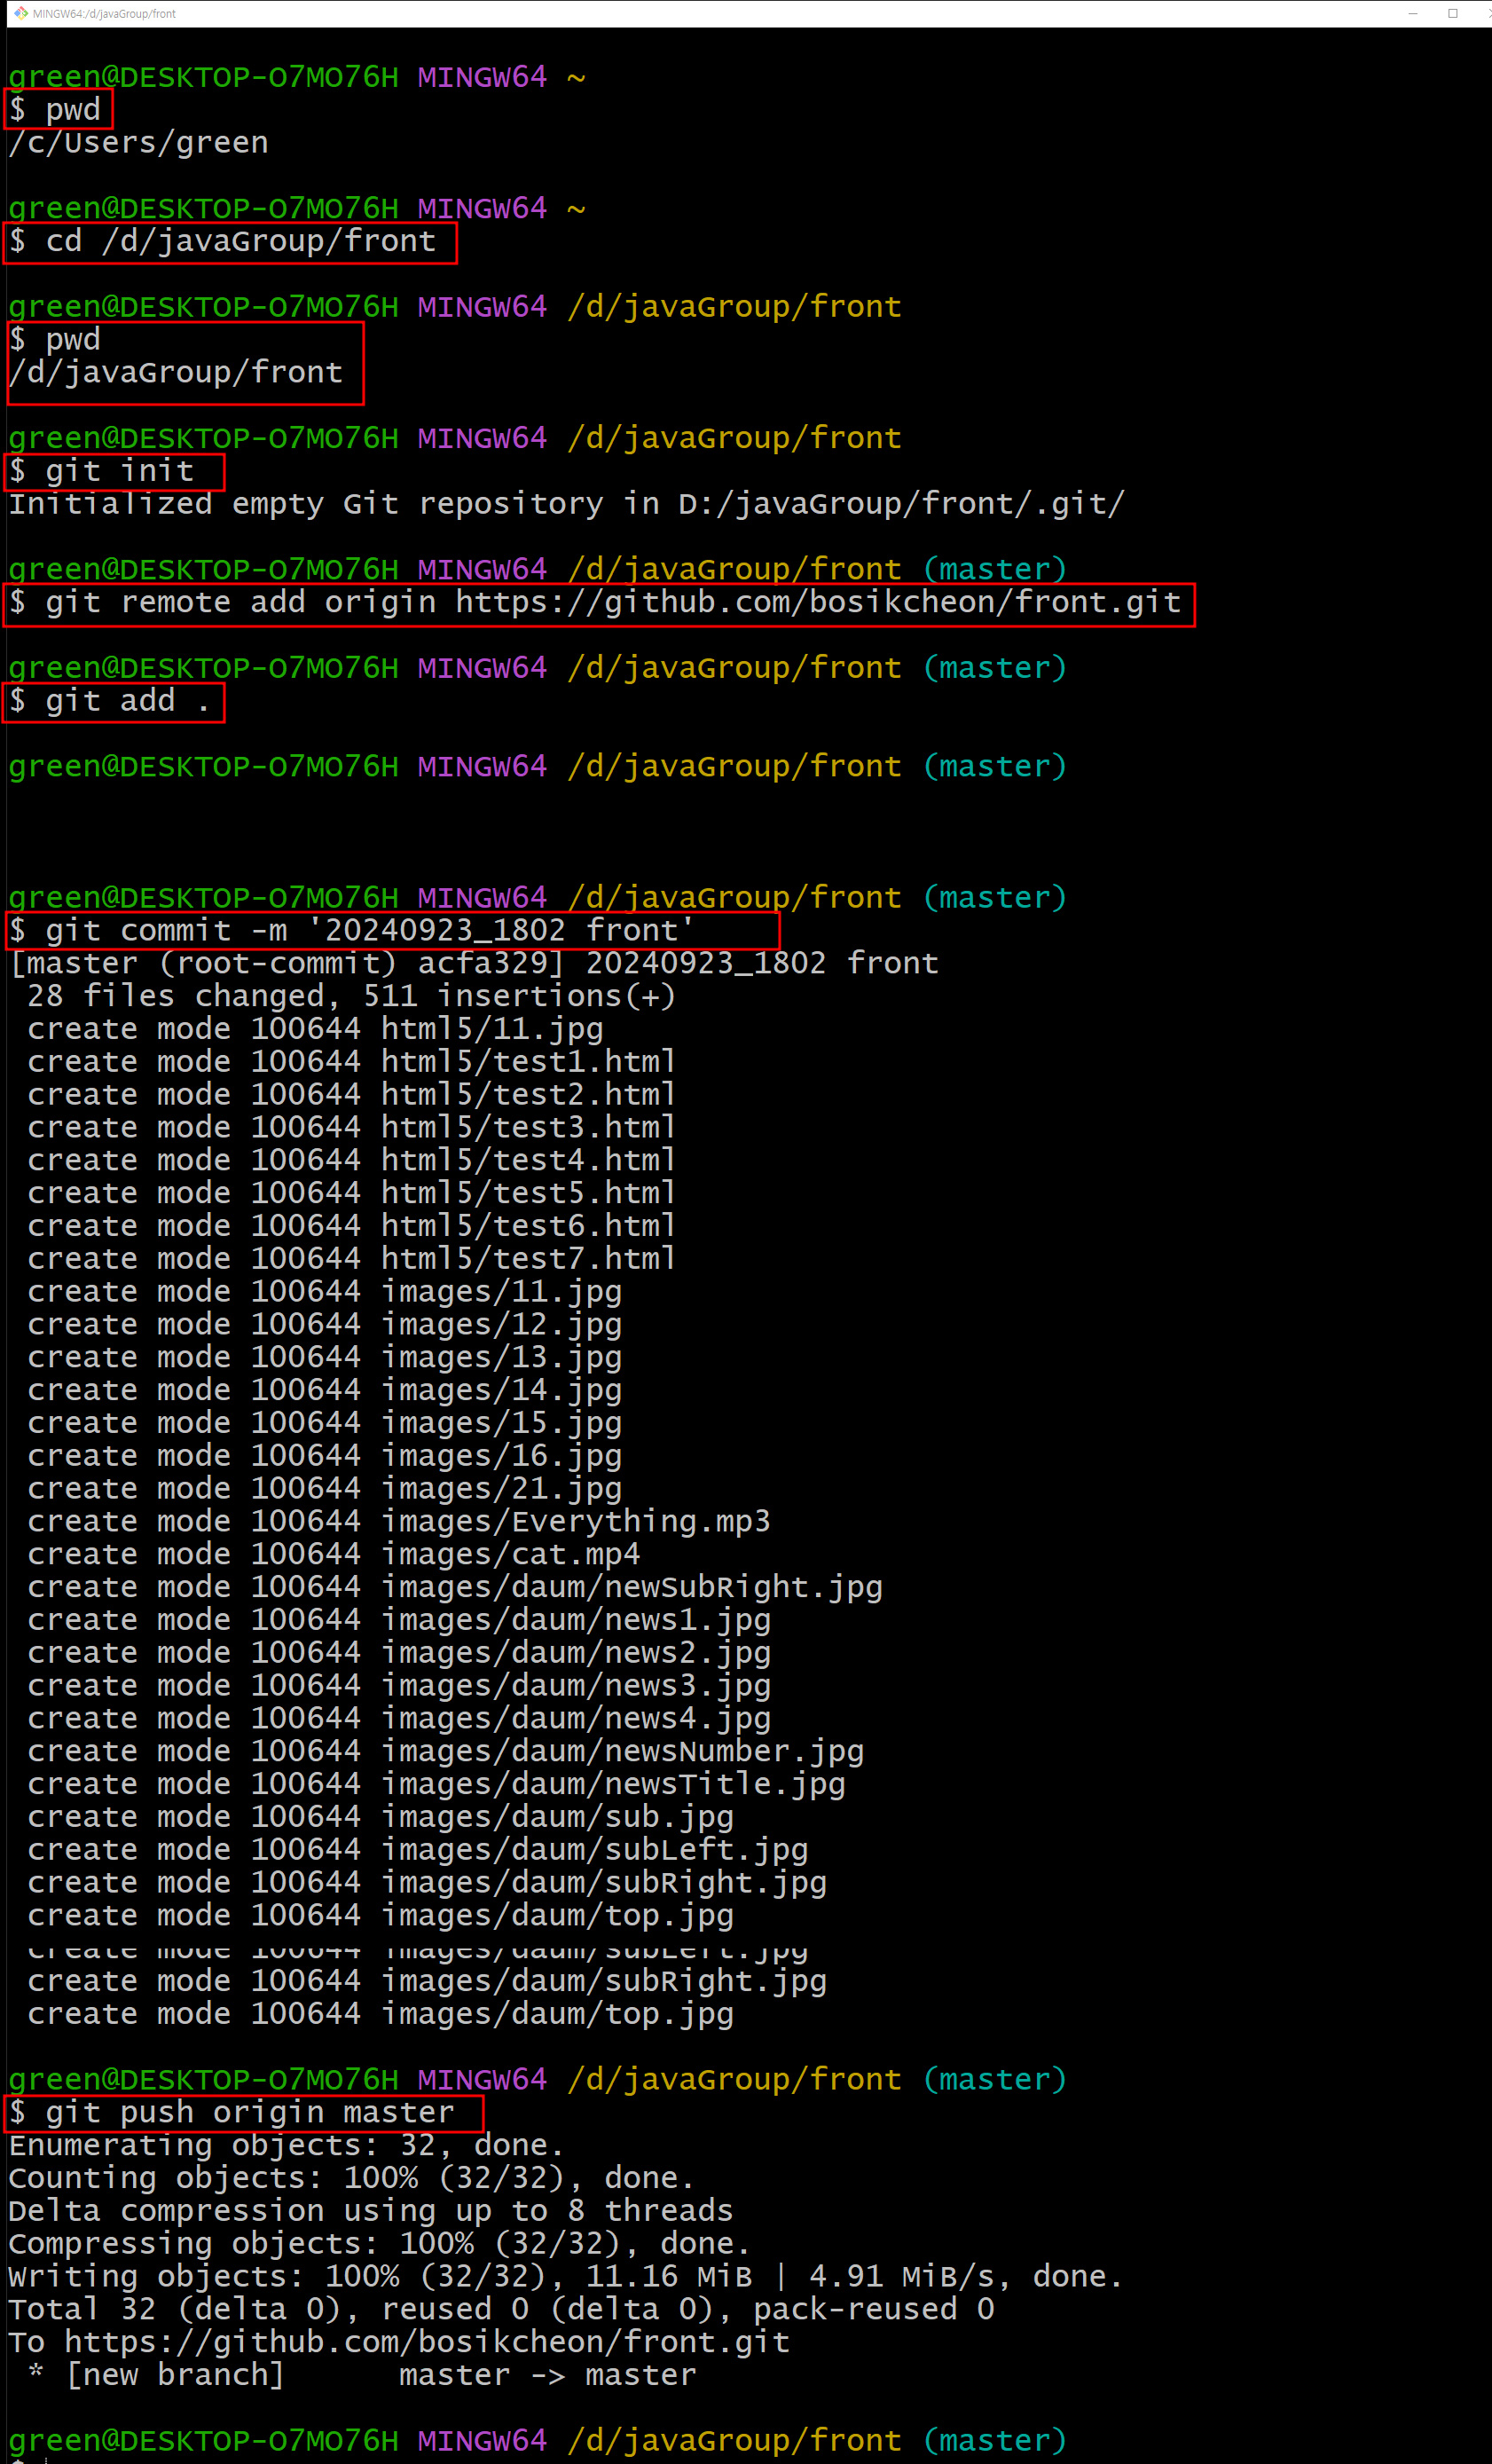 MINGW64:/d/javaGroup/front
green@DESKTOP-O7MO76H MINGW64 ~
$ pwd
/c/Users/green
green@DESKTOP-O7MO76H MINGW64 ~
$ cd /d/javaGroup/front
green@DESKTOP-O7MO76H MINGW64 /d/javaGroup/front
$ pwd
/d/javaGroup/front
green@DESKTOP-O7MO76H MINGW64 /d/javaGroup/front
$ git init
Initialized empty Git repository in D:/javaGroup/front/.git/
green@DESKTOP-O7MO76H MINGW64 /d/javaGroup/front (master)
$ git remote add origin https://github.com/bosikcheon/front.git
green@DESKTOP-O7MO76H MINGW64 /d/javaGroup/front (master)
$ git add .
green@DESKTOP-O7MO76H MINGW64 /d/javaGroup/front (master)
green@DESKTOP-O7MO76H MINGW64 /d/javaGroup/front (master)
$ git commit -m '20240923_1802 front'
[master (root-commit) acfa329] 20240923_1802 front
28 files changed, 511 insertions(+)
create mode 100644 html5/11.jpg
create mode 100644 html5/test1.html
create mode 100644 html5/test2.html
create mode 100644 html5/test3.html
create mode 100644 html5/test4.html
create mode 100644 html5/test5.html
create mode 100644 html5/test6.html
create mode 100644 html5/test7.html
create mode 100644 images/11.jpg
create mode 100644 images/12.jpg
create mode 100644 images/13.jpg
create mode 100644 images/14.jpg
create mode 100644 images/15.jpg
create mode 100644 images/16.jpg
create mode 100644 images/21.jpg
create mode 100644 images/Everything.mp3
create mode 100644 images/cat.mp4
create mode 100644 images/daum/newSubRight.jpg
create mode 100644 images/daum/news1.jpg
create mode 100644 images/daum/news2.jpg
create mode 100644 images/daum/news3.jpg
create mode 100644 images/daum/news4.jpg
create mode 100644 images/daum/newsNumber.jpg
create mode 100644 images/daum/newsTitle.jpg
create mode 100644 images/daum/sub.jpg
create mode 100644 images/daum/subLeft.jpg
create mode 100644 images/daum/subRight.jpg
create mode 100644 images/daum/top.jpg
create mode 100644 images/daum/subLeft.jpg
create mode 100644 images/daum/subRight.jpg
create mode 100644 images/daum/top.jpg
green@DESKTOP-O7MO76H MINGW64 /d/javaGroup/front (master)
$ git push origin master
Enumerating objects: 32, done.
Counting objects: 100% (32/32), done.
Delta compression using up to 8 threads
Compressing objects: 100% (32/32), done.
Writing objects: 100% (32/32), 11.16 MiB | 4.91 MiB/s, done.
Total 32 (delta 0), reused 0 (delta 0), pack-reused 0
To https://github.com/bosikcheon/front.git
* [new branch]      master -> master
green@DESKTOP-O7MO76H MINGW64 /d/javaGroup/front (master)